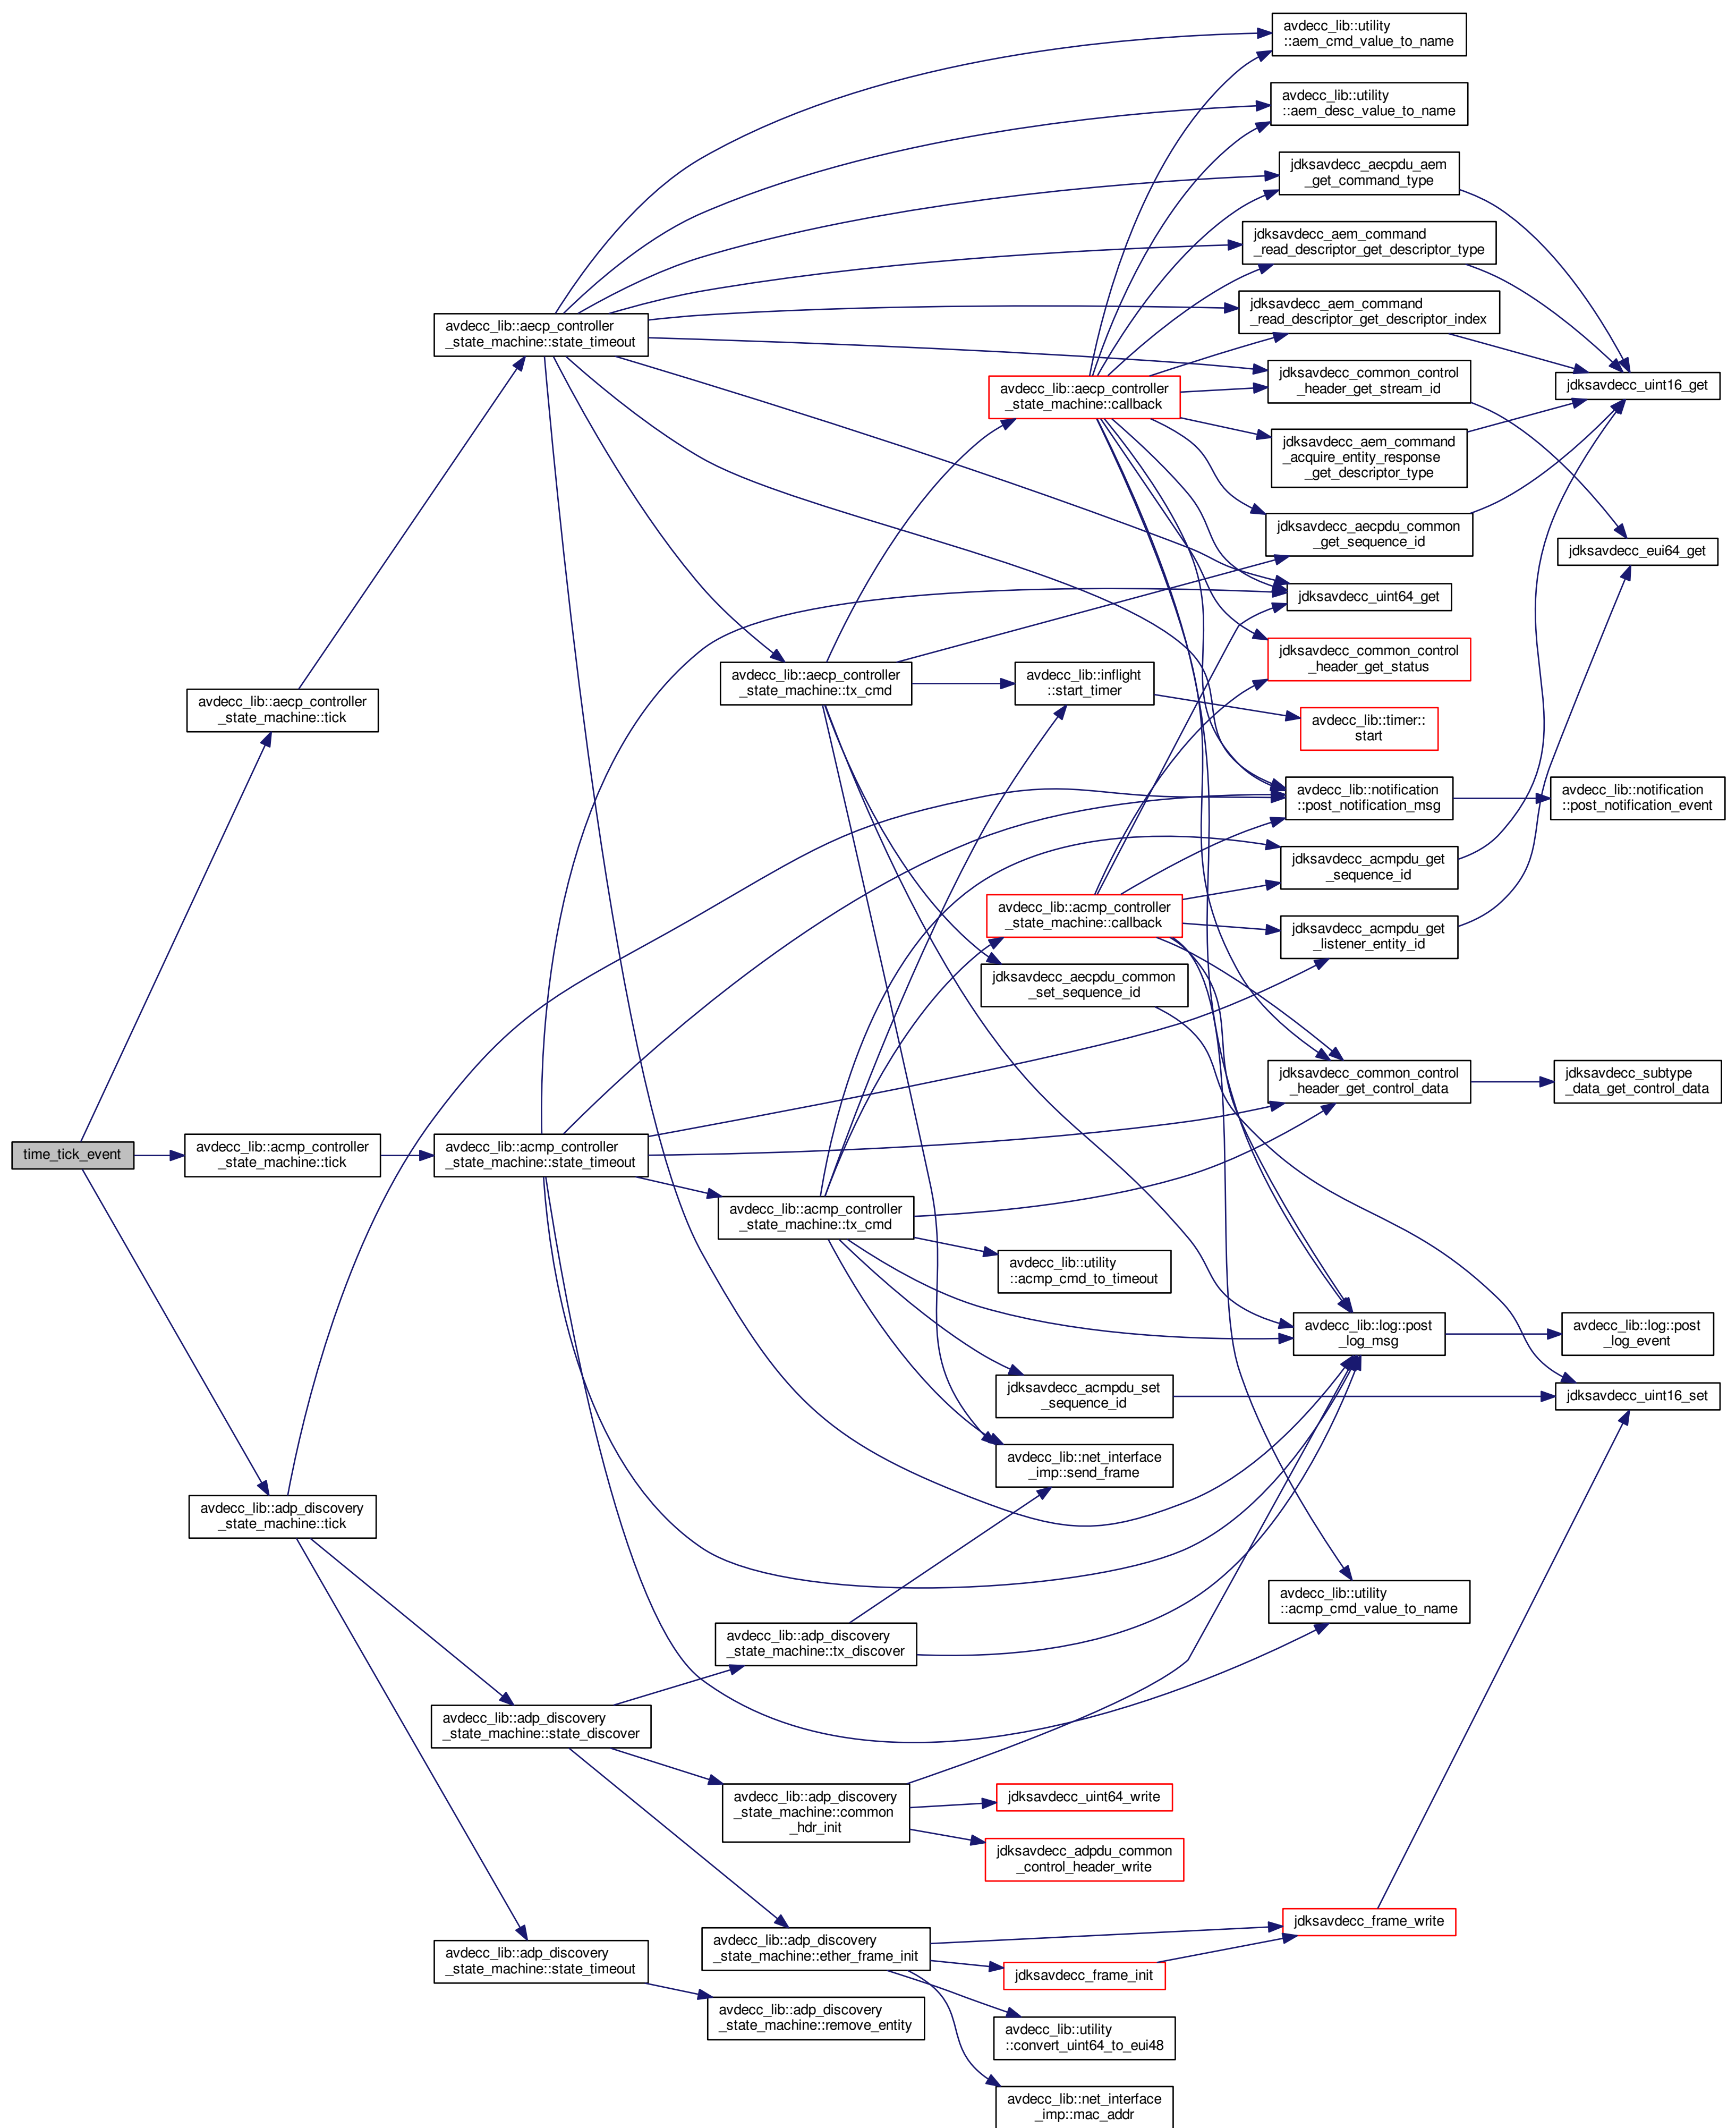 avdecc_lib::utility
::aem_cmd_value_to_name
avdecc_lib::utility
::aem_desc_value_to_name
jdksavdecc_aecpdu_aem
_get_command_type
jdksavdecc_aem_command
_read_descriptor_get_descriptor_type
jdksavdecc_aem_command
_read_descriptor_get_descriptor_index
avdecc_lib::aecp_controller
_state_machine::state_timeout
jdksavdecc_common_control
_header_get_stream_id
jdksavdecc_uint16_get
avdecc_lib::aecp_controller
_state_machine::callback
jdksavdecc_aem_command
_acquire_entity_response
_get_descriptor_type
jdksavdecc_aecpdu_common
_get_sequence_id
jdksavdecc_eui64_get
jdksavdecc_uint64_get
jdksavdecc_common_control
_header_get_status
avdecc_lib::aecp_controller
_state_machine::tx_cmd
avdecc_lib::inflight
::start_timer
avdecc_lib::aecp_controller
_state_machine::tick
avdecc_lib::timer::
start
avdecc_lib::notification
::post_notification_msg
avdecc_lib::notification
::post_notification_event
jdksavdecc_acmpdu_get
_sequence_id
avdecc_lib::acmp_controller
_state_machine::callback
jdksavdecc_acmpdu_get
_listener_entity_id
jdksavdecc_aecpdu_common
_set_sequence_id
jdksavdecc_common_control
_header_get_control_data
jdksavdecc_subtype
_data_get_control_data
time_tick_event
avdecc_lib::acmp_controller
_state_machine::tick
avdecc_lib::acmp_controller
_state_machine::state_timeout
avdecc_lib::acmp_controller
_state_machine::tx_cmd
avdecc_lib::utility
::acmp_cmd_to_timeout
avdecc_lib::log::post
_log_msg
avdecc_lib::log::post
_log_event
jdksavdecc_acmpdu_set
_sequence_id
jdksavdecc_uint16_set
avdecc_lib::net_interface
_imp::send_frame
avdecc_lib::adp_discovery
_state_machine::tick
avdecc_lib::utility
::acmp_cmd_value_to_name
avdecc_lib::adp_discovery
_state_machine::tx_discover
avdecc_lib::adp_discovery
_state_machine::state_discover
avdecc_lib::adp_discovery
_state_machine::common
_hdr_init
jdksavdecc_uint64_write
jdksavdecc_adpdu_common
_control_header_write
jdksavdecc_frame_write
avdecc_lib::adp_discovery
_state_machine::ether_frame_init
avdecc_lib::adp_discovery
_state_machine::state_timeout
jdksavdecc_frame_init
avdecc_lib::adp_discovery
_state_machine::remove_entity
avdecc_lib::utility
::convert_uint64_to_eui48
avdecc_lib::net_interface
_imp::mac_addr